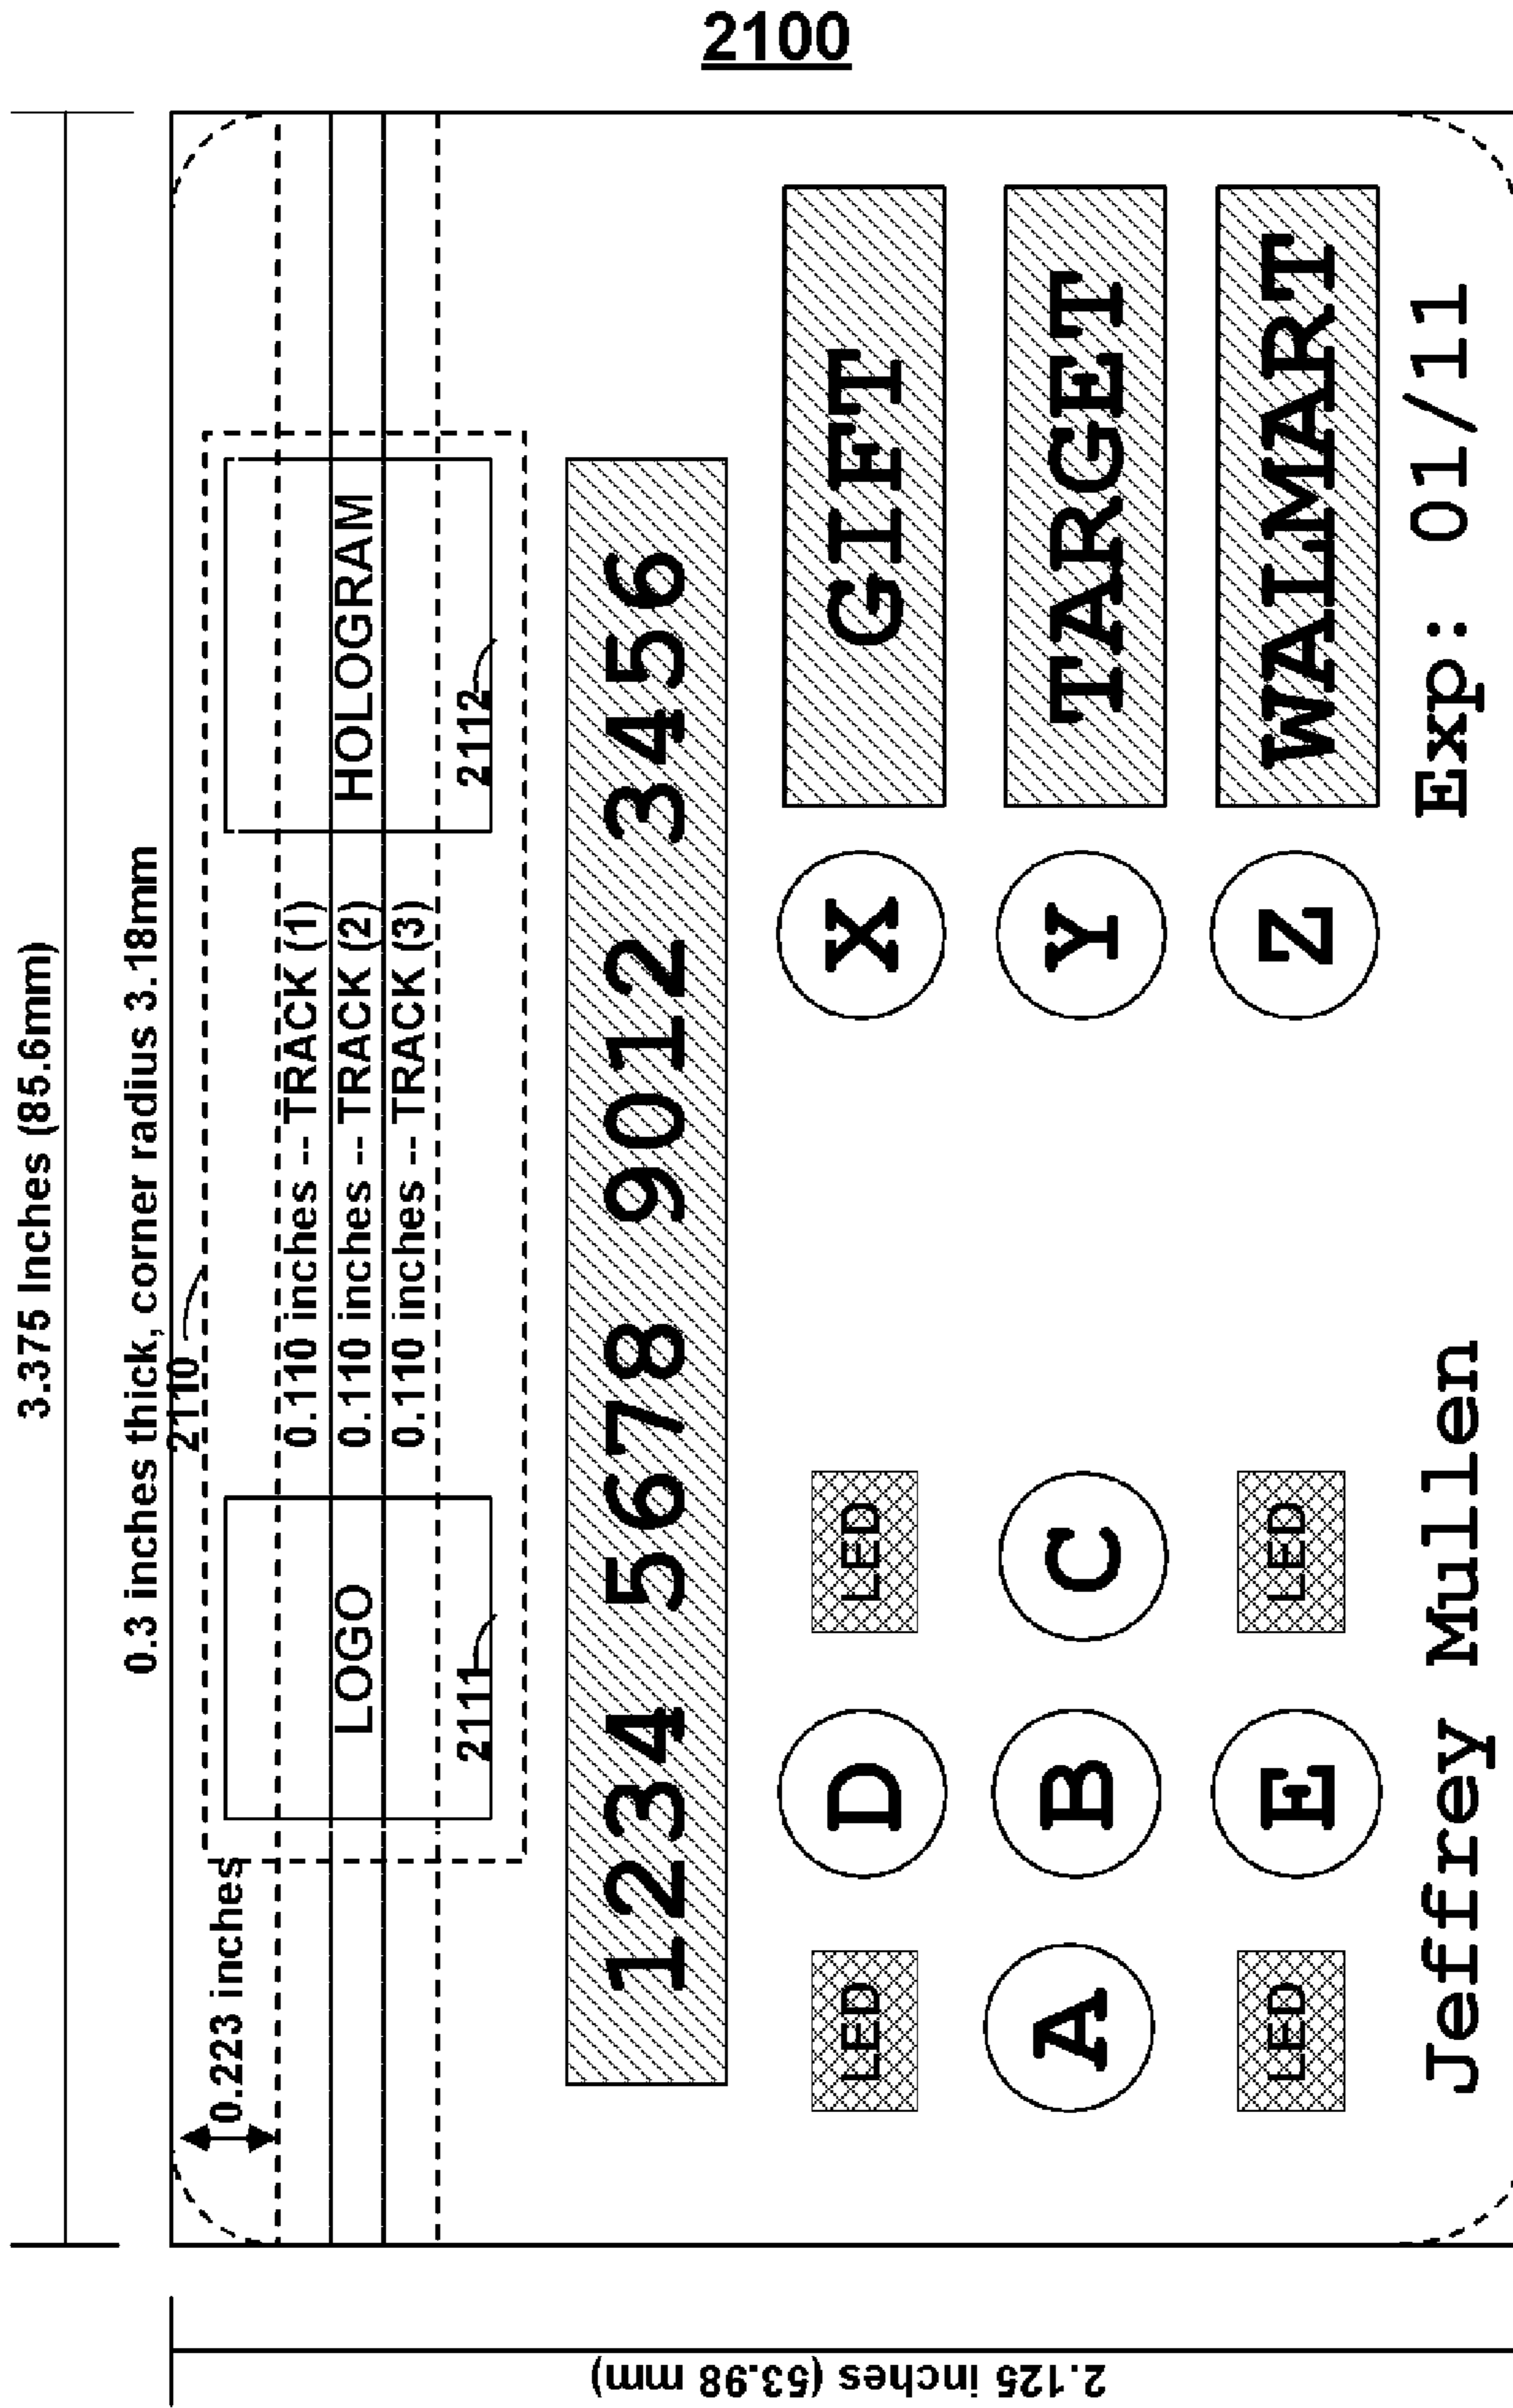 2100
3.375 Inches (85.6mm)
0.3 inches thick, corner radius 3.18mm
2110
0.223 inches
0.110 inches -- TRACK (1)
0.110 inches -- TRACK (2)
0.110 inches -- TRACK (3)
LOGO
HOLOGRAM
2111
2112
1234 5678 9012 3456
LED D LED X GIFT
A B C Y TARGET
LED E LED Z WALMART
Jeffrey Mullen Exp: 01/11
2.125 inches (53.98 mm)